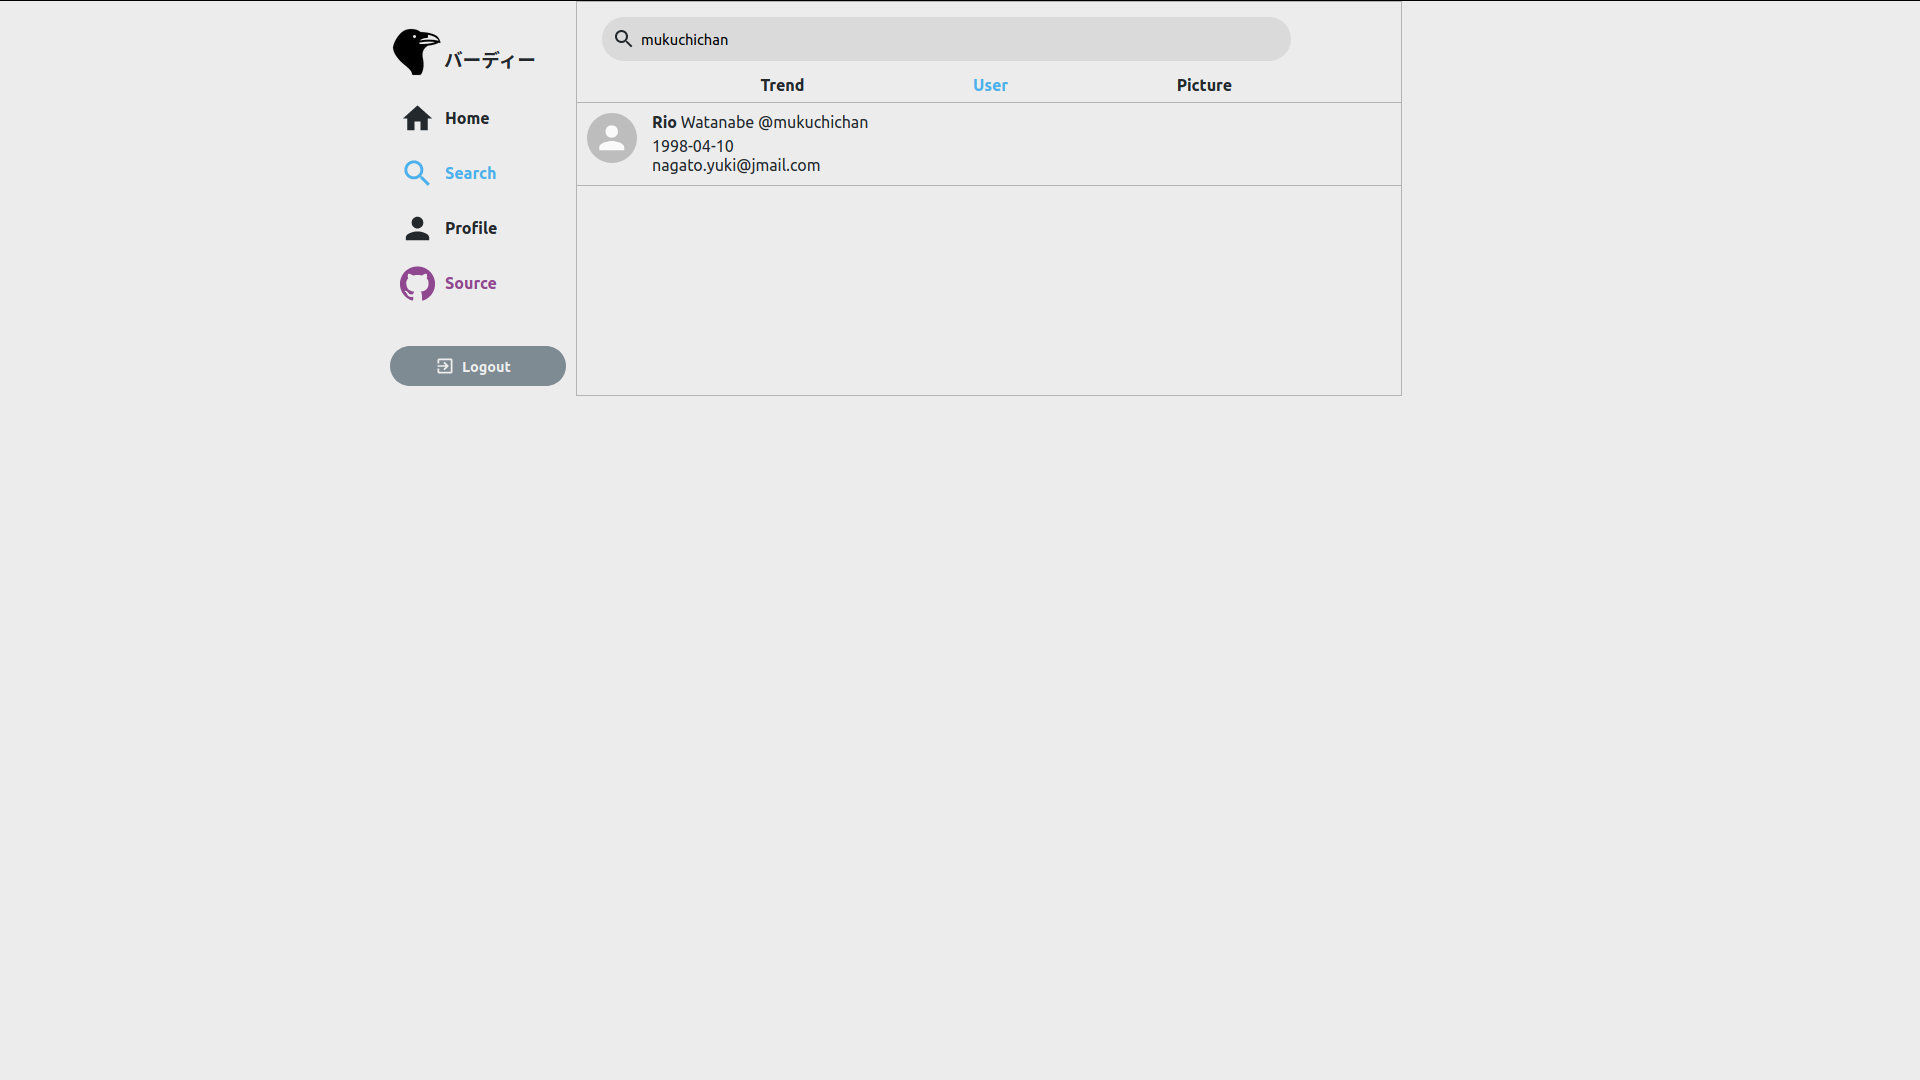 バーディー
Home
Search
Profile
Source
Logout
mukuchichan
Trend User Picture
Rio Watanabe @mukuchichan
1998-04-10
nagato.yuki@jmail.com